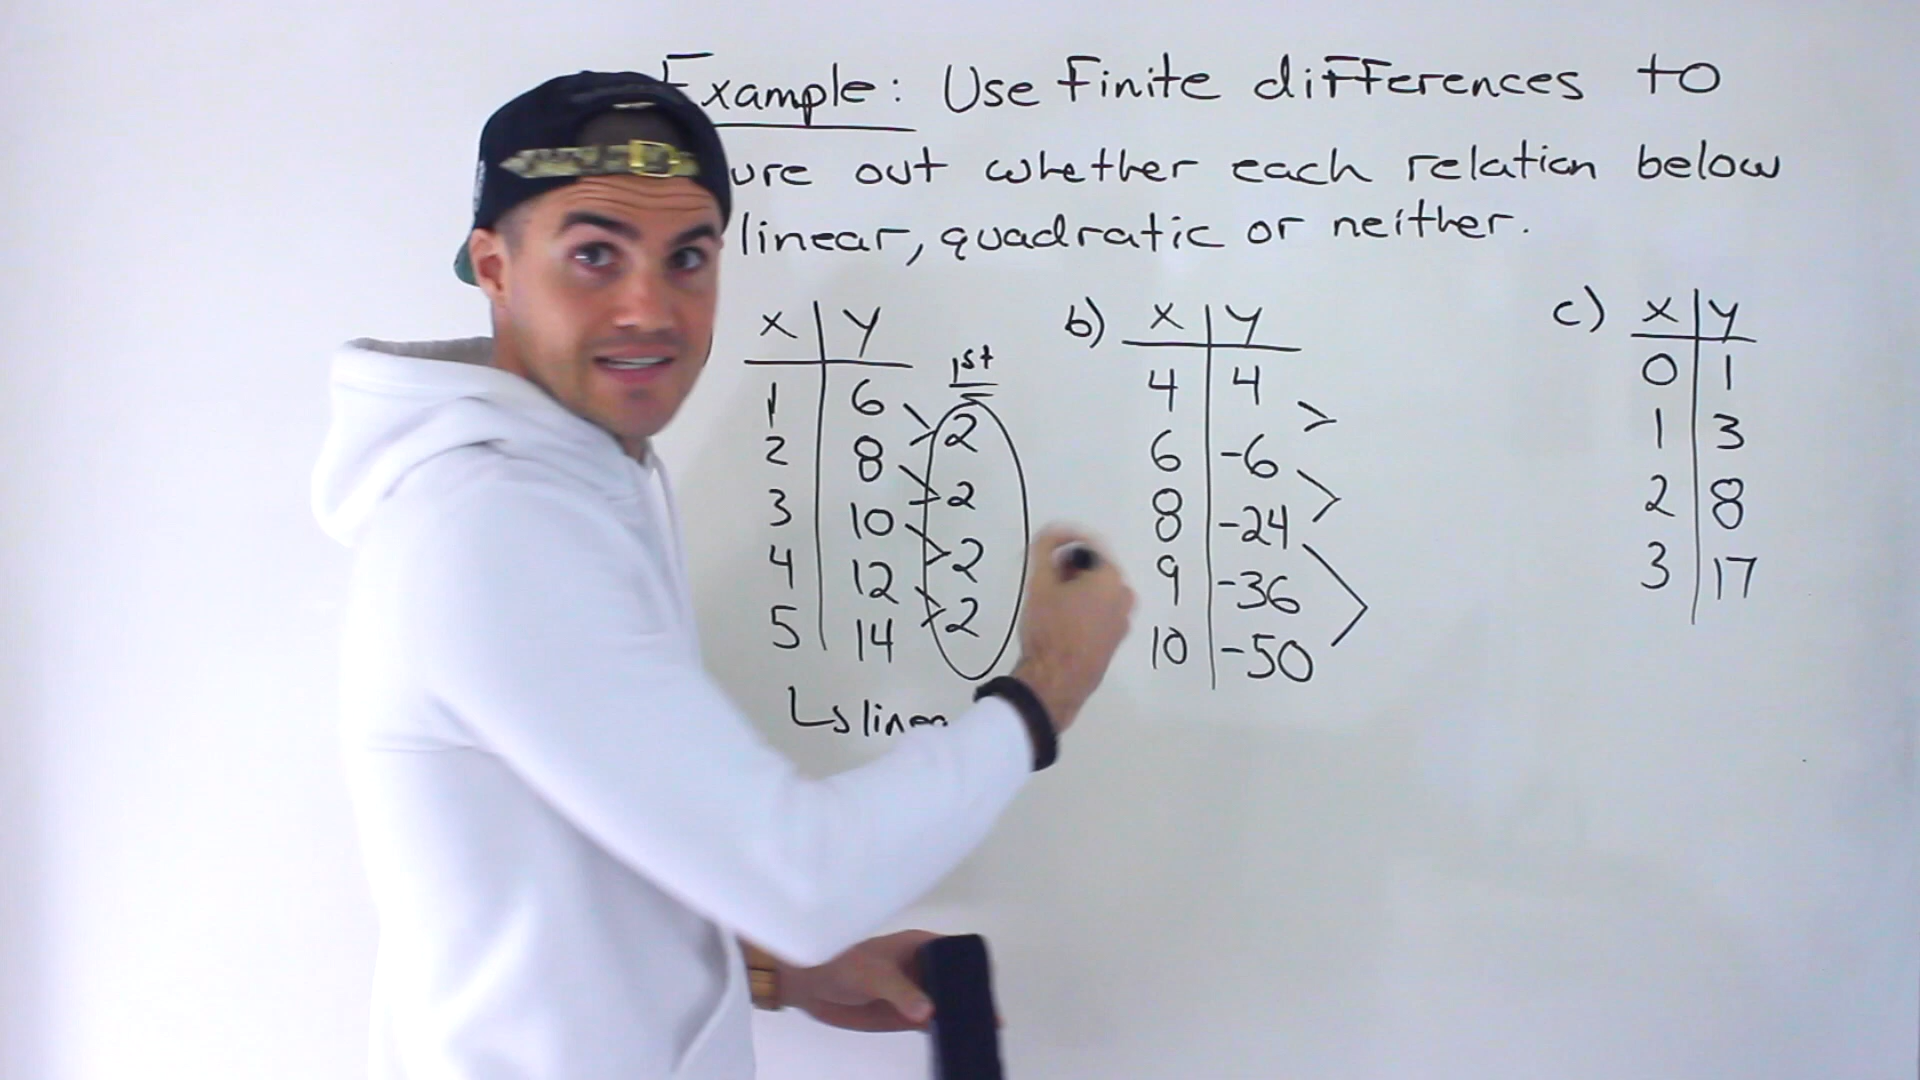 Example: Use Finite differences to
ure out whether each relation below
linear, quadratic or neither.
x y 1st
1 6
2 8
3 10
4 12
5 14
2
2
2
2
↳ linea
b) x y
4 4
6 -6
8 -24
9 -36
10 -50
c) x y
0 1
1 3
2 8
3 17